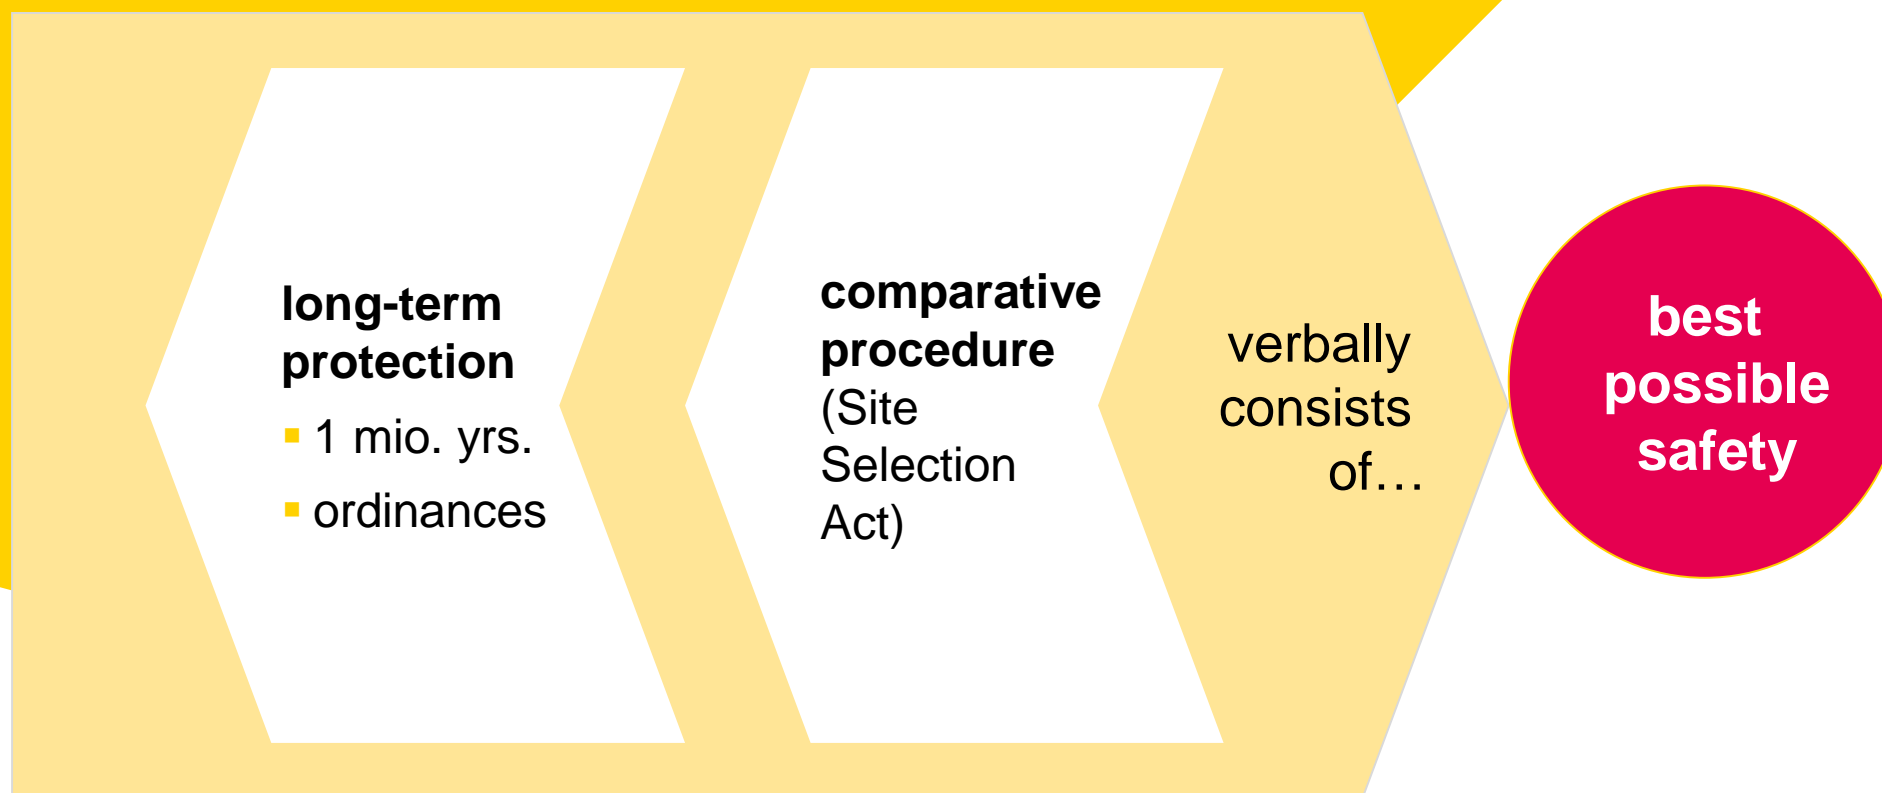 long-term
protection
▪ 1 mio. yrs.
▪ ordinances
comparative
procedure
(Site
Selection
Act)
verbally
consists
of…
best
possible
safety